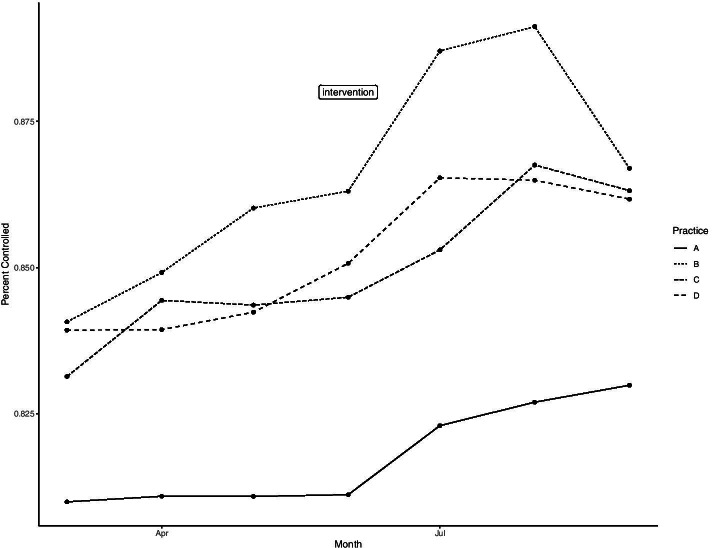 intervention
0.875
0.850
0.825
Percent Controlled
Apr
Jul
Month
Practice
A
B
C
D